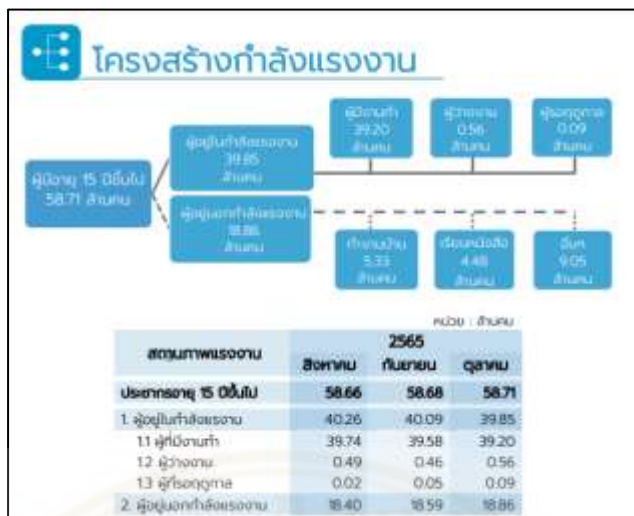 โครงสร้างกำลังแรงงาน
ผู้มีงานทำ
39.20
ล้านคน
ผู้ว่างงาน
0.56
ล้านคน
ผู้รอฤดูกาล
0.09
ล้านคน
ผู้อยู่ในกำลังแรงงาน
39.85
ล้านคน
ผู้มีอายุ 15 ปีขึ้นไป
58.71 ล้านคน
ผู้อยู่นอกกำลังแรงงาน
18.86
ล้านคน
ทำงานบ้าน
5.33
ล้านคน
เรียนหนังสือ
4.48
ล้านคน
อื่นๆ
9.05
ล้านคน
หน่วย : ล้านคน
สถานภาพแรงงาน 2565
สิงหาคม กันยายน ตุลาคม
ประชากรอายุ 15 ปีขึ้นไป 58.66 58.68 58.71
1. ผู้อยู่ในกำลังแรงงาน 40.26 40.09 39.85
1.1 ผู้ที่มีงานทำ 39.74 39.58 39.20
1.2 ผู้ว่างงาน 0.49 0.46 0.56
1.3 ผู้ที่รอฤดูกาล 0.02 0.05 0.09
2. ผู้อยู่นอกกำลังแรงงาน 18.40 18.59 18.86